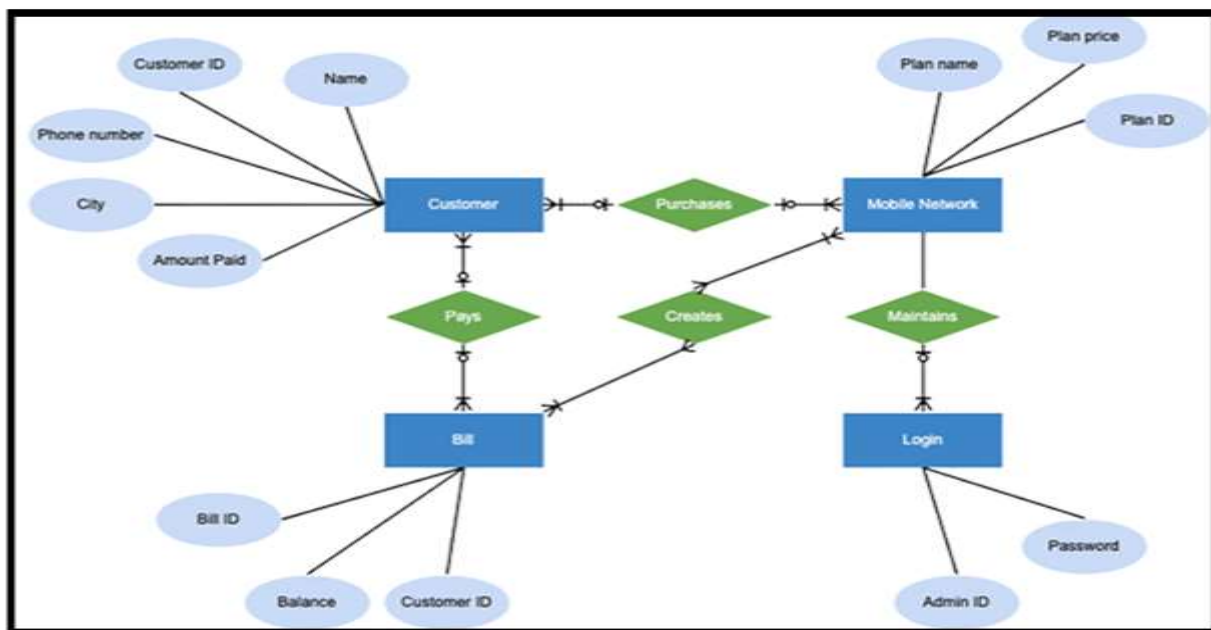 Plan price
Customer ID
Name
Plan name
Phone number
Plan ID
City
Customer
Purchases
Mobile Network
Amount Paid
Pays
Creates
Maintains
Bill
Login
Bill ID
Password
Balance
Customer ID
Admin ID